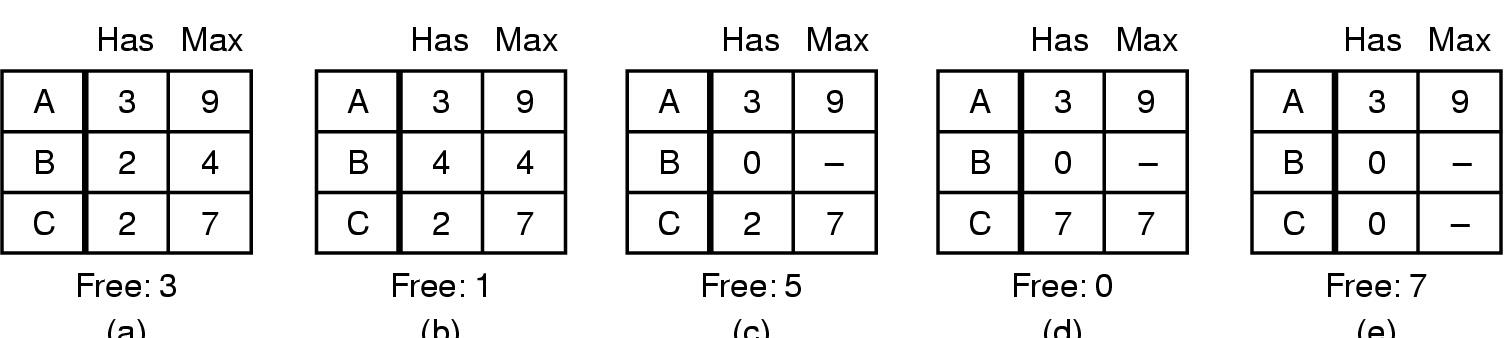 Has Max Has Max Has Max Has Max Has Max
A 3 9 A 3 9 A 3 9 A 3 9 A 3 9
B 2 4 B 4 4 B 0 – B 0 – B 0 –
C 2 7 C 2 7 C 2 7 C 7 7 C 0 –
Free: 3 Free: 1 Free: 5 Free: 0 Free: 7
(a) (b) (c) (d) (e)